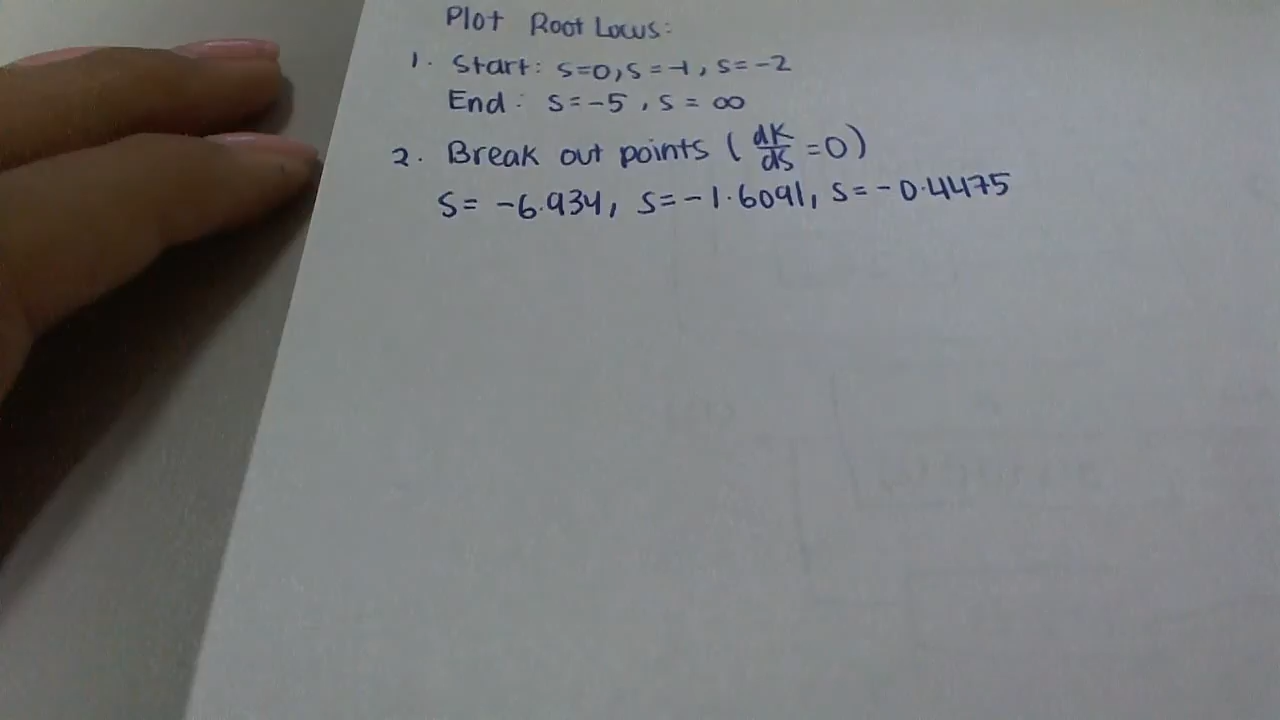 Plot Root Locus:
1. Start: s=0, s=-1, s=-2
End: s=-5, s=∞
2. Break out points (dK/ds=0)
s= -6.934, s=-1.6091, s=-0.4475